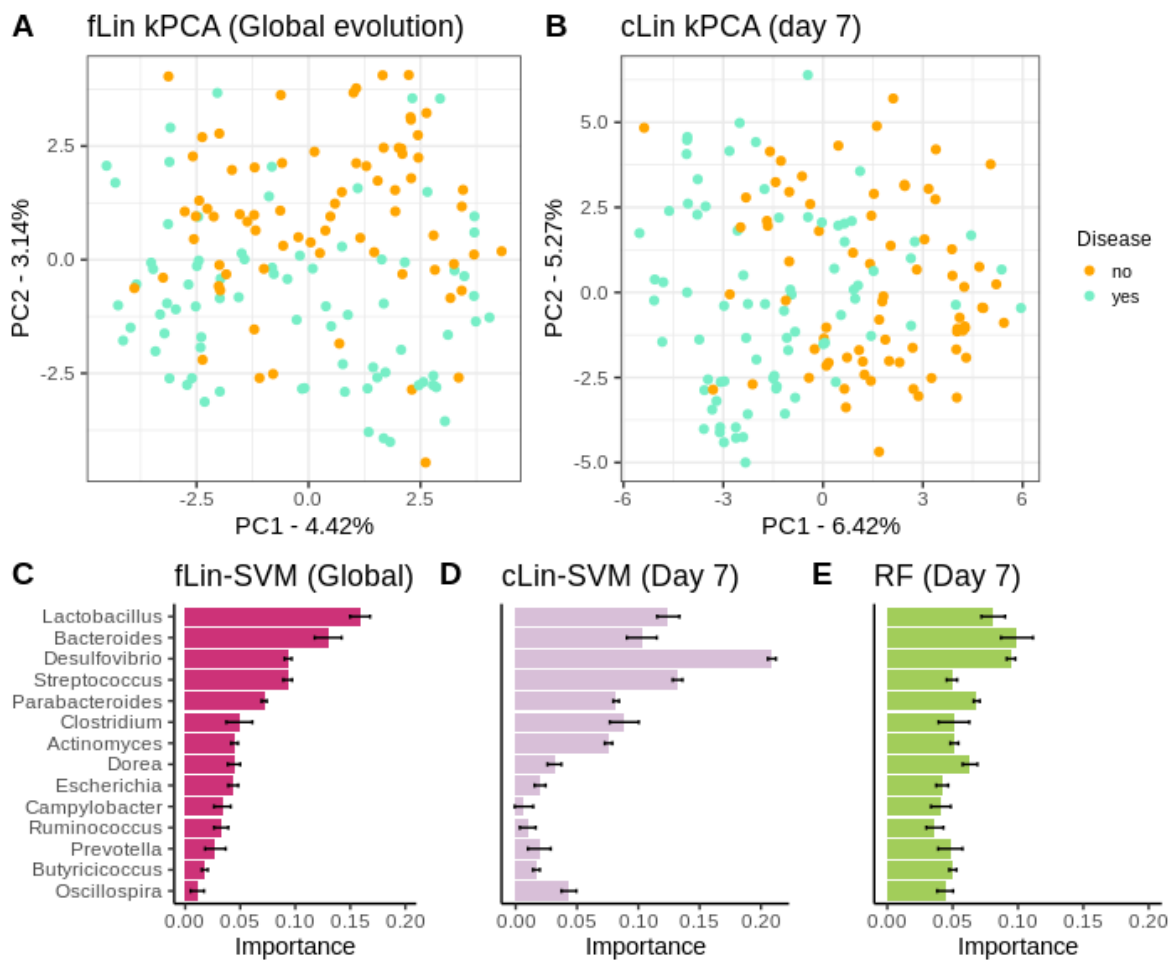 A fLin kPCA (Global evolution)
PC2 - 3.14%
2.5
0.0
-2.5
-2.5 0.0 2.5
PC1 - 4.42%
B cLin kPCA (day 7)
PC2 - 5.27%
5.0
2.5
0.0
-2.5
-5.0
-6 -3 0 3 6
PC1 - 6.42%
Disease
no
yes
C fLin-SVM (Global)
Lactobacillus
Bacteroides
Desulfovibrio
Streptococcus
Parabacteroides
Clostridium
Actinomyces
Dorea
Escherichia
Campylobacter
Ruminococcus
Prevotella
Butyricicoccus
Oscillospira
0.00 0.05 0.10 0.15 0.20
Importance
D cLin-SVM (Day 7)
0.00 0.05 0.10 0.15 0.20
Importance
E RF (Day 7)
0.00 0.05 0.10 0.15 0.20
Importance